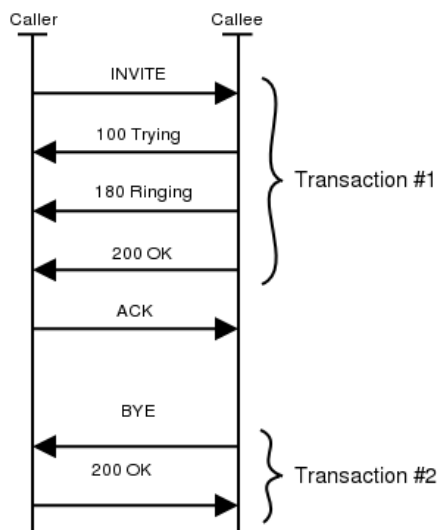 Caller Callee
INVITE
100 Trying
180 Ringing
Transaction #1
200 OK
ACK
BYE
200 OK
Transaction #2